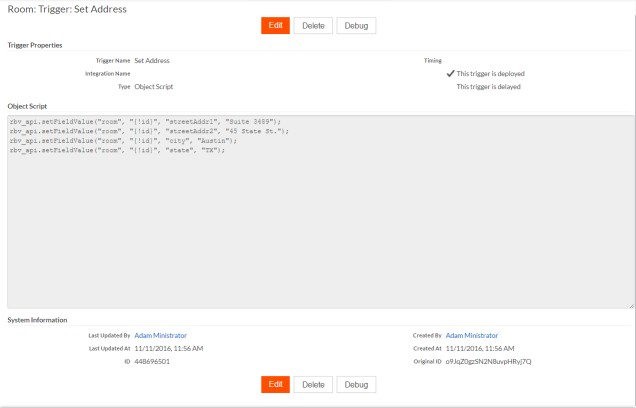 Room: Trigger: Set Address
Edit Delete Debug
Trigger Properties
Trigger Name Set Address Timing
Integration Name This trigger is deployed
Type Object Script This trigger is delayed
Object Script
rbv_api.setFieldValue("room", "{!id}", "streetAddr1", "Suite 3489");
rbv_api.setFieldValue("room", "{!id}", "streetAddr2", "45 State St.");
rbv_api.setFieldValue("room", "{!id}", "city", "Austin");
rbv_api.setFieldValue("room", "{!id}", "state", "TX");
System Information
Last Updated By Adam Ministrator Created By Adam Ministrator
Last Updated At 11/11/2016, 11:56 AM Created At 11/11/2016, 11:56 AM
ID 448696501 Original ID o9JqZ0gzSN2N8uvpHRyj7Q
Edit Delete Debug